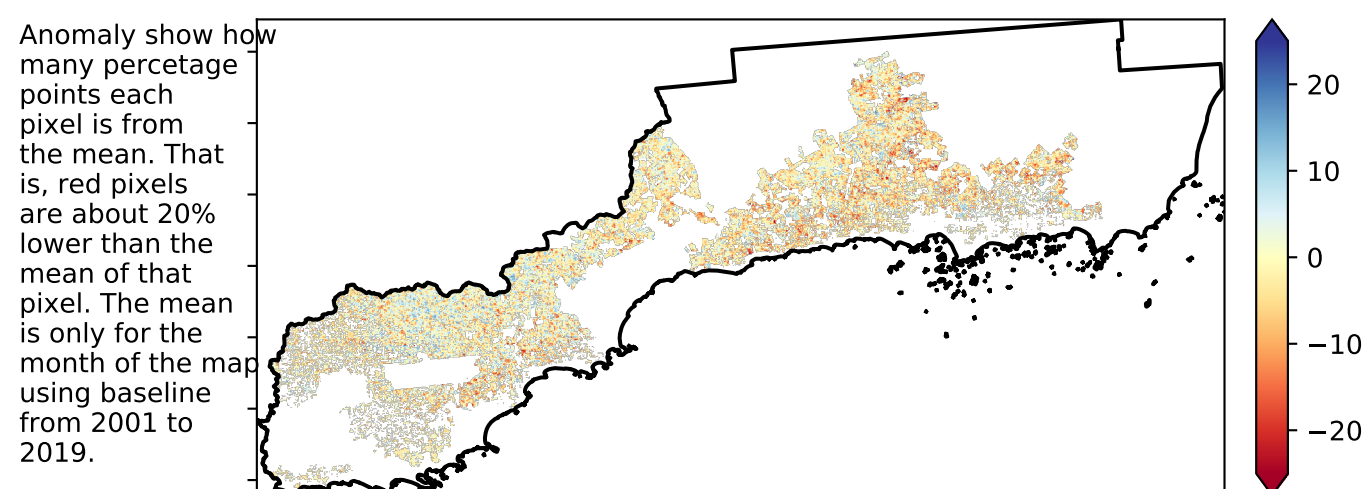 Anomaly show how
many percetage
points each
pixel is from
the mean. That
is, red pixels
are about 20%
lower than the
mean of that
pixel. The mean
is only for the
month of the map
using baseline
from 2001 to
2019.
20
10
0
−10
−20